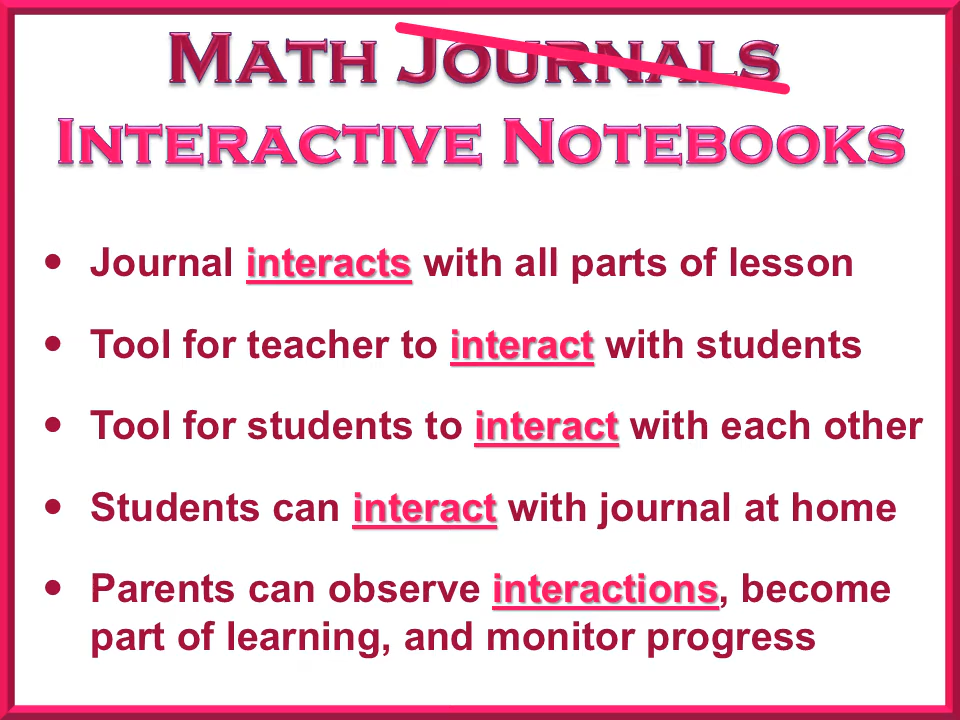 Math Journals
Interactive Notebooks
• Journal interacts with all parts of lesson
• Tool for teacher to interact with students
• Tool for students to interact with each other
• Students can interact with journal at home
• Parents can observe interactions, become
part of learning, and monitor progress